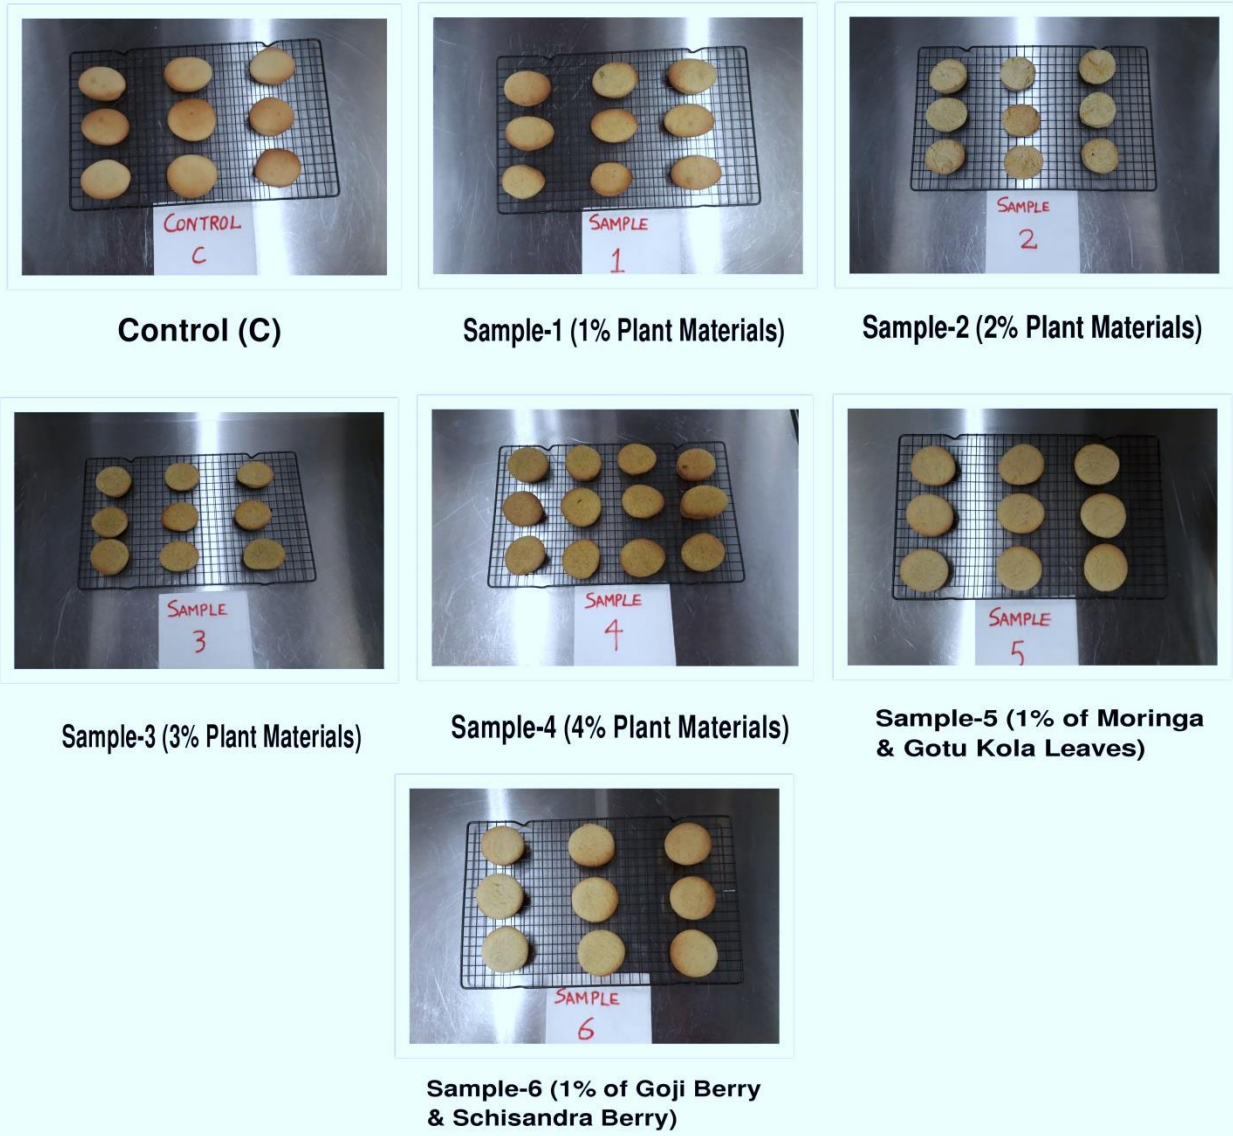 CONTROL
C
SAMPLE
1
SAMPLE
2
Control (C)
Sample-1 (1% Plant Materials)
Sample-2 (2% Plant Materials)
SAMPLE
3
SAMPLE
4
SAMPLE
5
Sample-3 (3% Plant Materials)
Sample-4 (4% Plant Materials)
Sample-5 (1% of Moringa
& Gotu Kola Leaves)
SAMPLE
6
Sample-6 (1% of Goji Berry
& Schisandra Berry)